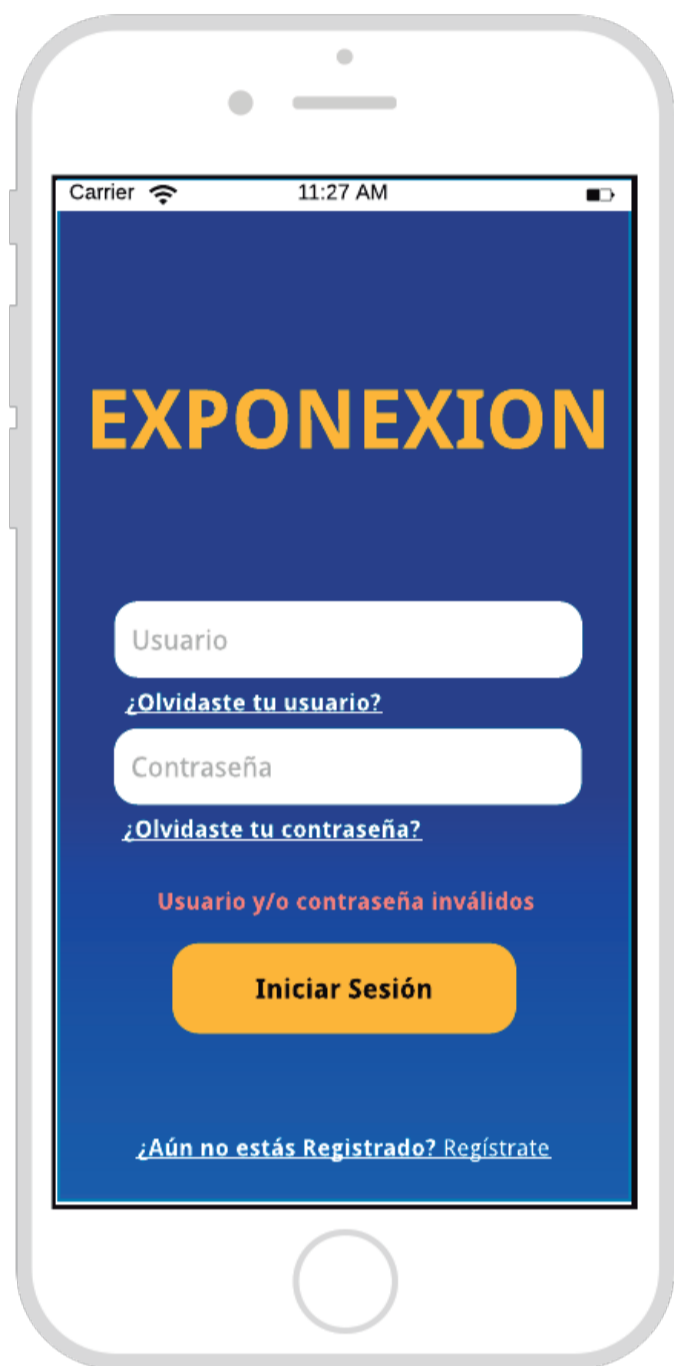 Carrier 11:27 AM
EXPONEXION
Usuario
¿Olvidaste tu usuario?
Contraseña
¿Olvidaste tu contraseña?
Usuario y/o contraseña inválidos
Iniciar Sesión
¿Aún no estás Registrado? Regístrate